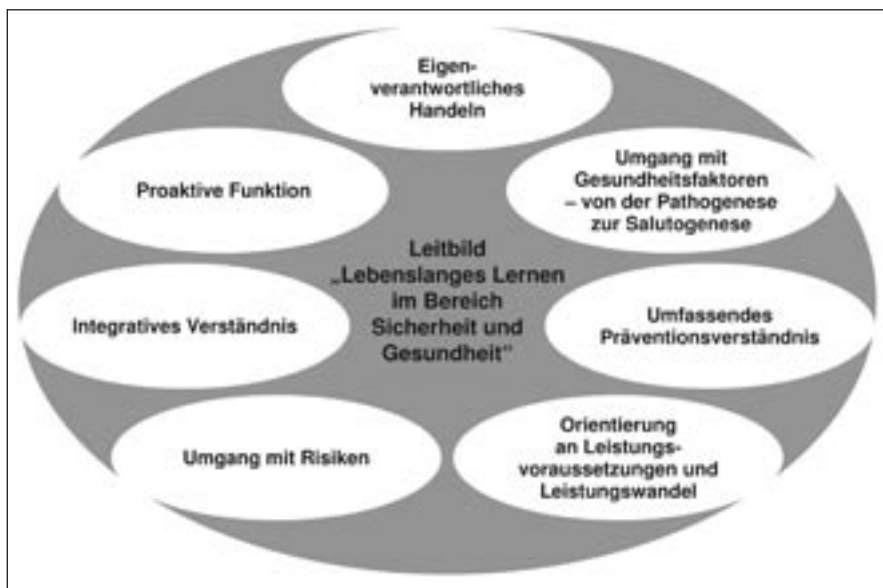 Eigen-
verantwortliches
Handeln
Umgang mit
Gesundheitsfaktoren
– von der Pathogenese
zur Salutogenese
Proaktive Funktion
Leitbild
„Lebenslanges Lernen
im Bereich
Sicherheit und
Gesundheit“
Integratives Verständnis
Umfassendes
Präventionsverständnis
Umgang mit Risiken
Orientierung
an Leistungs-
voraussetzungen und
Leistungswandel